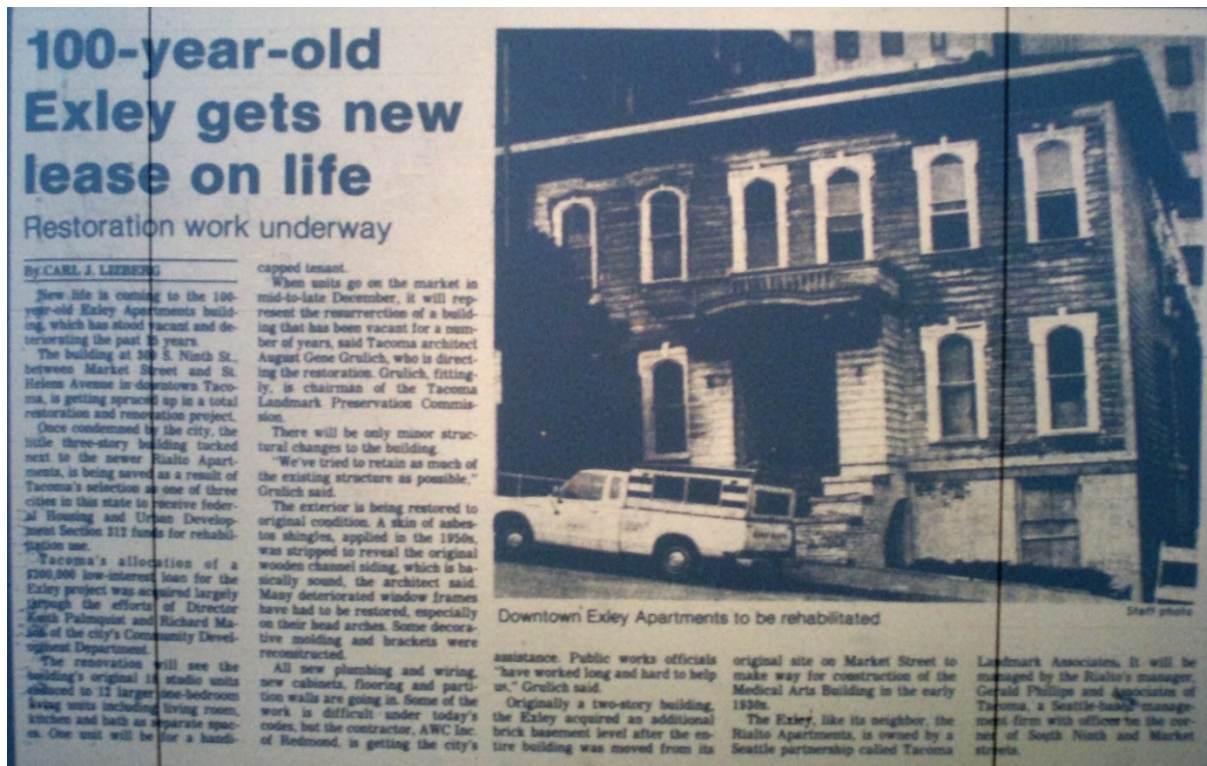 100-year-old
Exley gets new
lease on life
Restoration work underway
By CARL J. LIEBERG
New life is coming to the 100-
year-old Exley Apartments build-
ing, which has stood vacant and de-
teriorating the past years.
The building at S. Ninth St.,
between Market Street and St.
Helens Avenue in downtown Taco-
ma, is getting spruced up in a total
restoration and renovation project.
Once condemned by the city, the
little three-story building tucked
next to the newer Rialto Apart-
ments, is being saved as a result of
Tacoma's selection as one of three
cities in this state to receive feder-
al Housing and Urban Develop-
ment Section 312 funds for rehabil-
itation use.
Tacoma's allocation of a
$200,000 low-interest loan for the
Exley project was acquired largely
through the efforts of Director
Keith Palmquist and Richard
of the city's Community Devel-
opment Department.
The renovation will see the
building's original studio units
reduced to 12 larger one-bedroom
living units including living room,
kitchen and bath as separate spac-
es. One unit will be for a handi-
capped tenant.
When units go on the market in
mid-to-late December, it will rep-
resent the resurrerction of a build-
ing that has been vacant for a num-
ber of years, said Tacoma architect
August Gene Grulich, who is direct-
ing the restoration. Grulich, fitting-
ly, is chairman of the Tacoma
Landmark Preservation Commis-
sion.
There will be only minor struc-
tural changes to the building.
"We've tried to retain as much of
the existing structure as possible,"
Grulich said.
The exterior is being restored to
original condition. A skin of asbes-
tos shingles, applied in the 1950s,
was stripped to reveal the original
wooden channel siding, which is ba-
sically sound, the architect said.
Many deteriorated window frames
have had to be restored, especially
on their head arches. Some decora-
tive molding and brackets were
reconstructed.
All new plumbing and wiring,
new cabinets, flooring and parti-
tion walls are going in. Some of the
work is difficult under today's
codes, but the contractor, AWC Inc.
of Redmond, is getting the city's
Downtown Exley Apartments to be rehabilitated
Staff photo
assistance. Public works officials
"have worked long and hard to help
us," Grulich said.
Originally a two-story building,
the Exley acquired an additional
brick basement level after the en-
tire building was moved from its
original site on Market Street to
make way for construction of the
Medical Arts Building in the early
1930s.
The Exley, like its neighbor, the
Rialto Apartments, is owned by a
Seattle partnership called Tacoma
Landmark Associates. It will be
managed by the Rialto's manager,
Gerald and Associates of
Tacoma, a Seattle-based manage-
ment firm with offices on the cor-
ner of South Ninth and Market
streets.